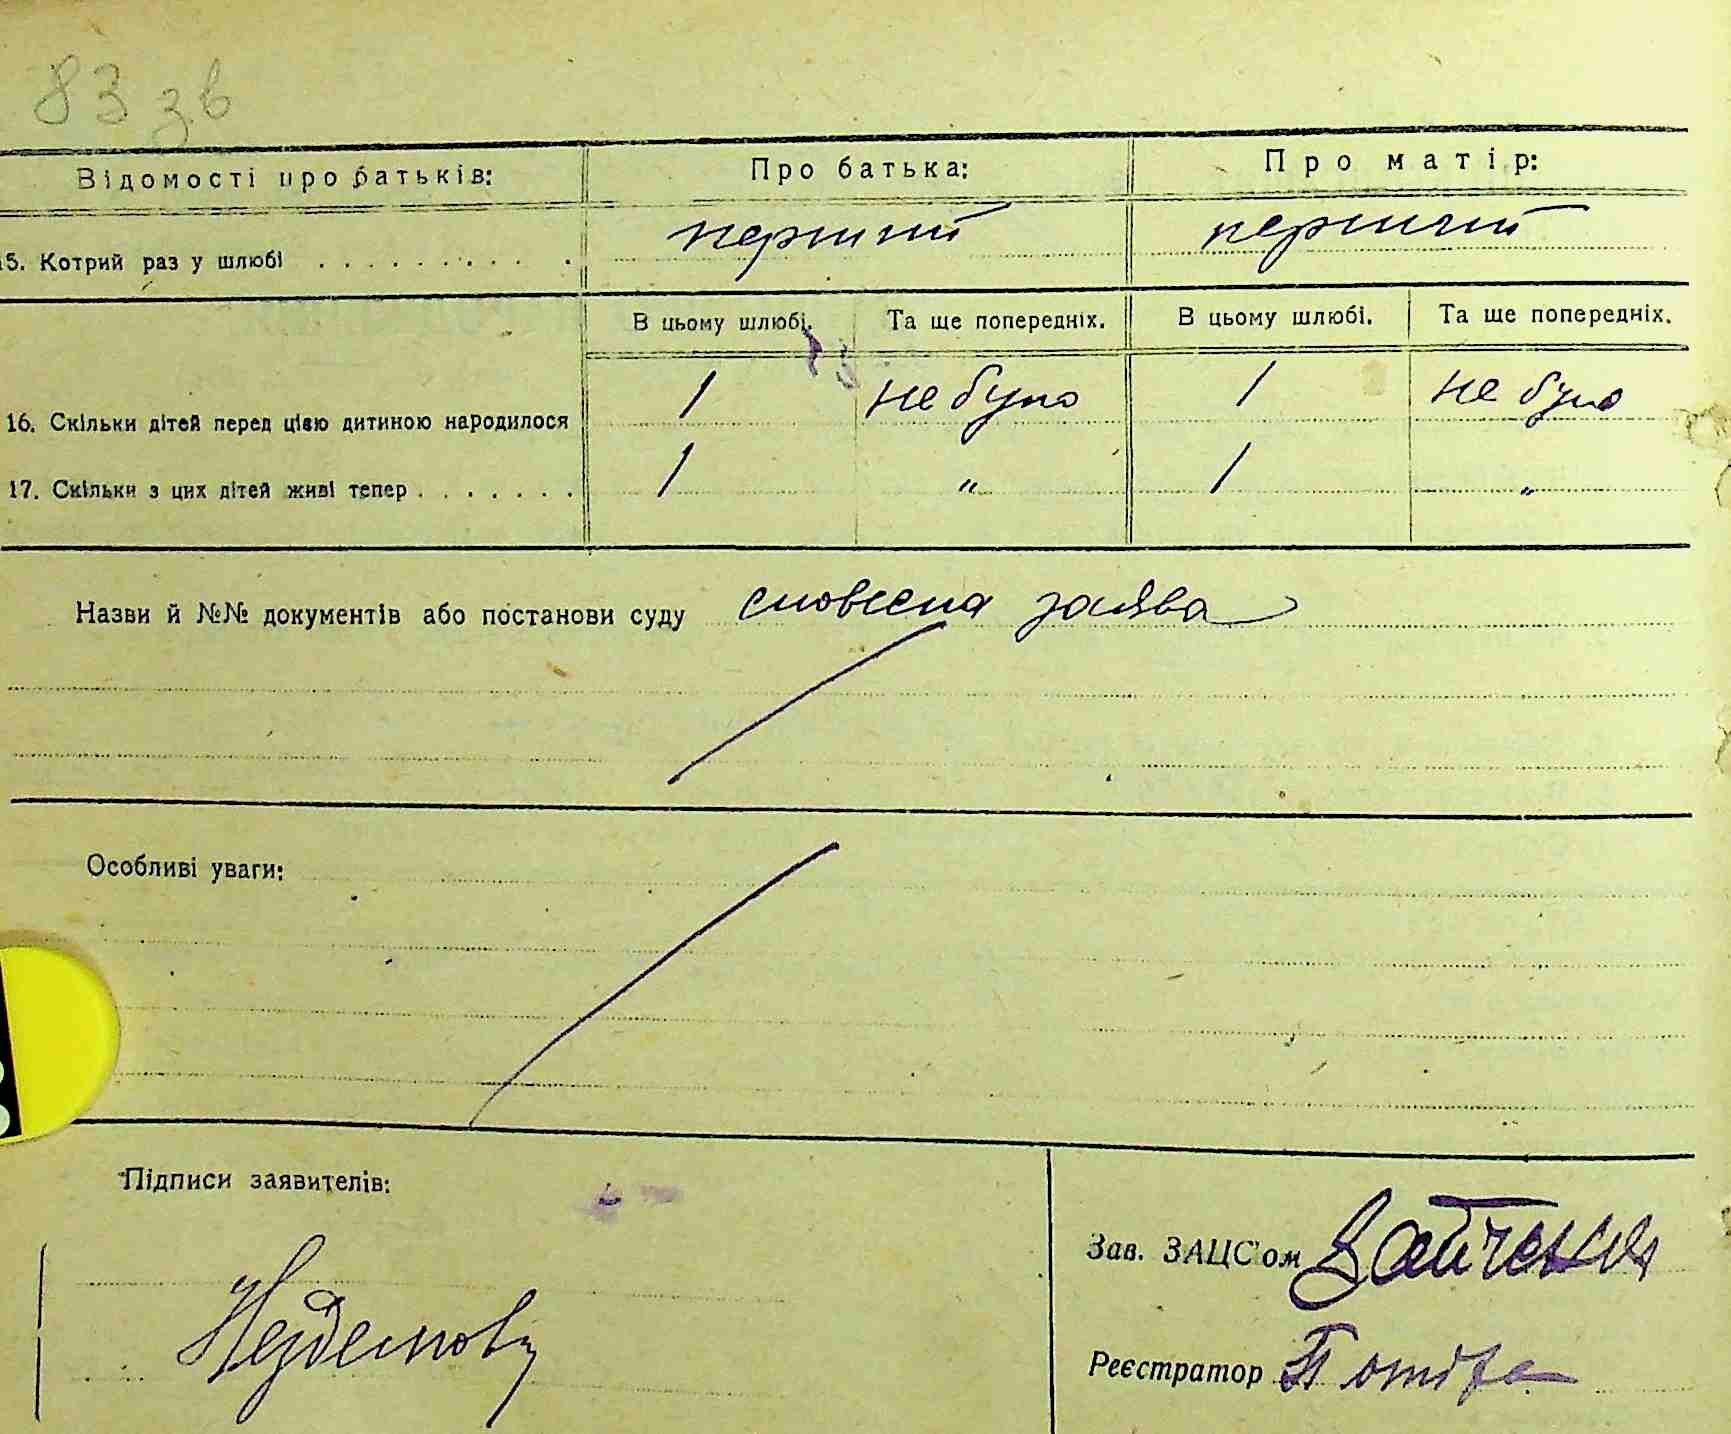 83 зв
Відомості про батьків: Про батька: Про матір:
15. Котрий раз у шлюбі . . . . . . . . . перший перший
В цьому шлюбі. Та ще попередніх. В цьому шлюбі. Та ще попередніх.
16. Скільки дітей перед цією дитиною народилося 1 не було 1 не було
17. Скільки з цих дітей живі тепер . . . . . . . 1 " 1 "
Назви й №№ документів або постанови суду словесна заява
Особливі уваги:
Підписи заявителів:
Зав. ЗАЦС'ом Зайченко
Реєстратор